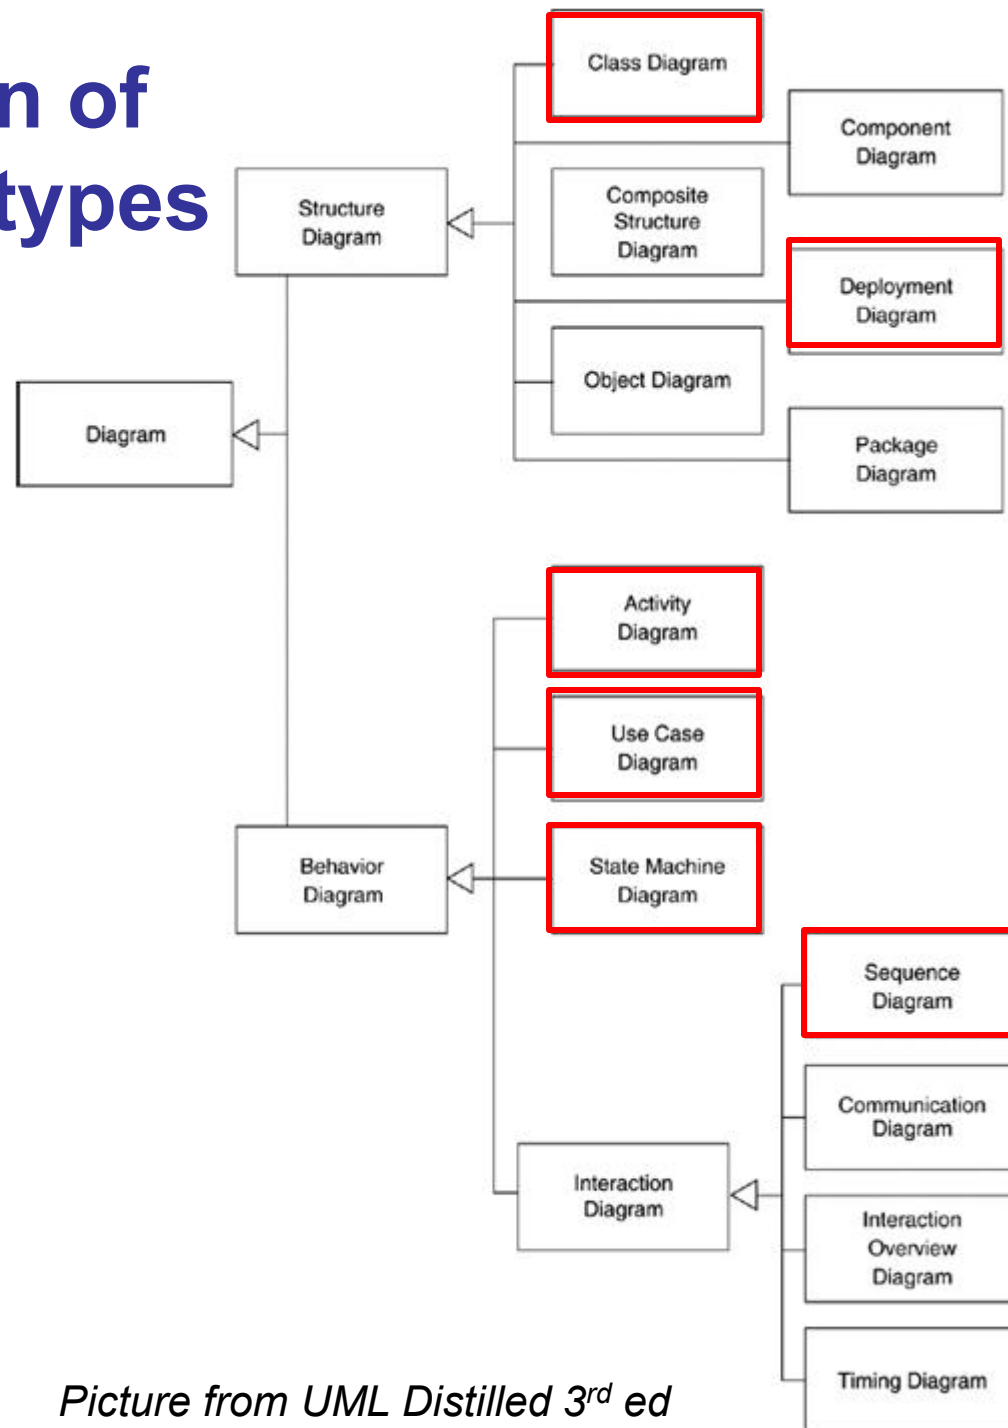 n of
types
Class Diagram
Component
Diagram
Structure
Diagram
Composite
Structure
Diagram
Deployment
Diagram
Object Diagram
Diagram
Package
Diagram
Activity
Diagram
Use Case
Diagram
Behavior
Diagram
State Machine
Diagram
Sequence
Diagram
Communication
Diagram
Interaction
Diagram
Interaction
Overview
Diagram
Timing Diagram
Picture from UML Distilled 3rd ed